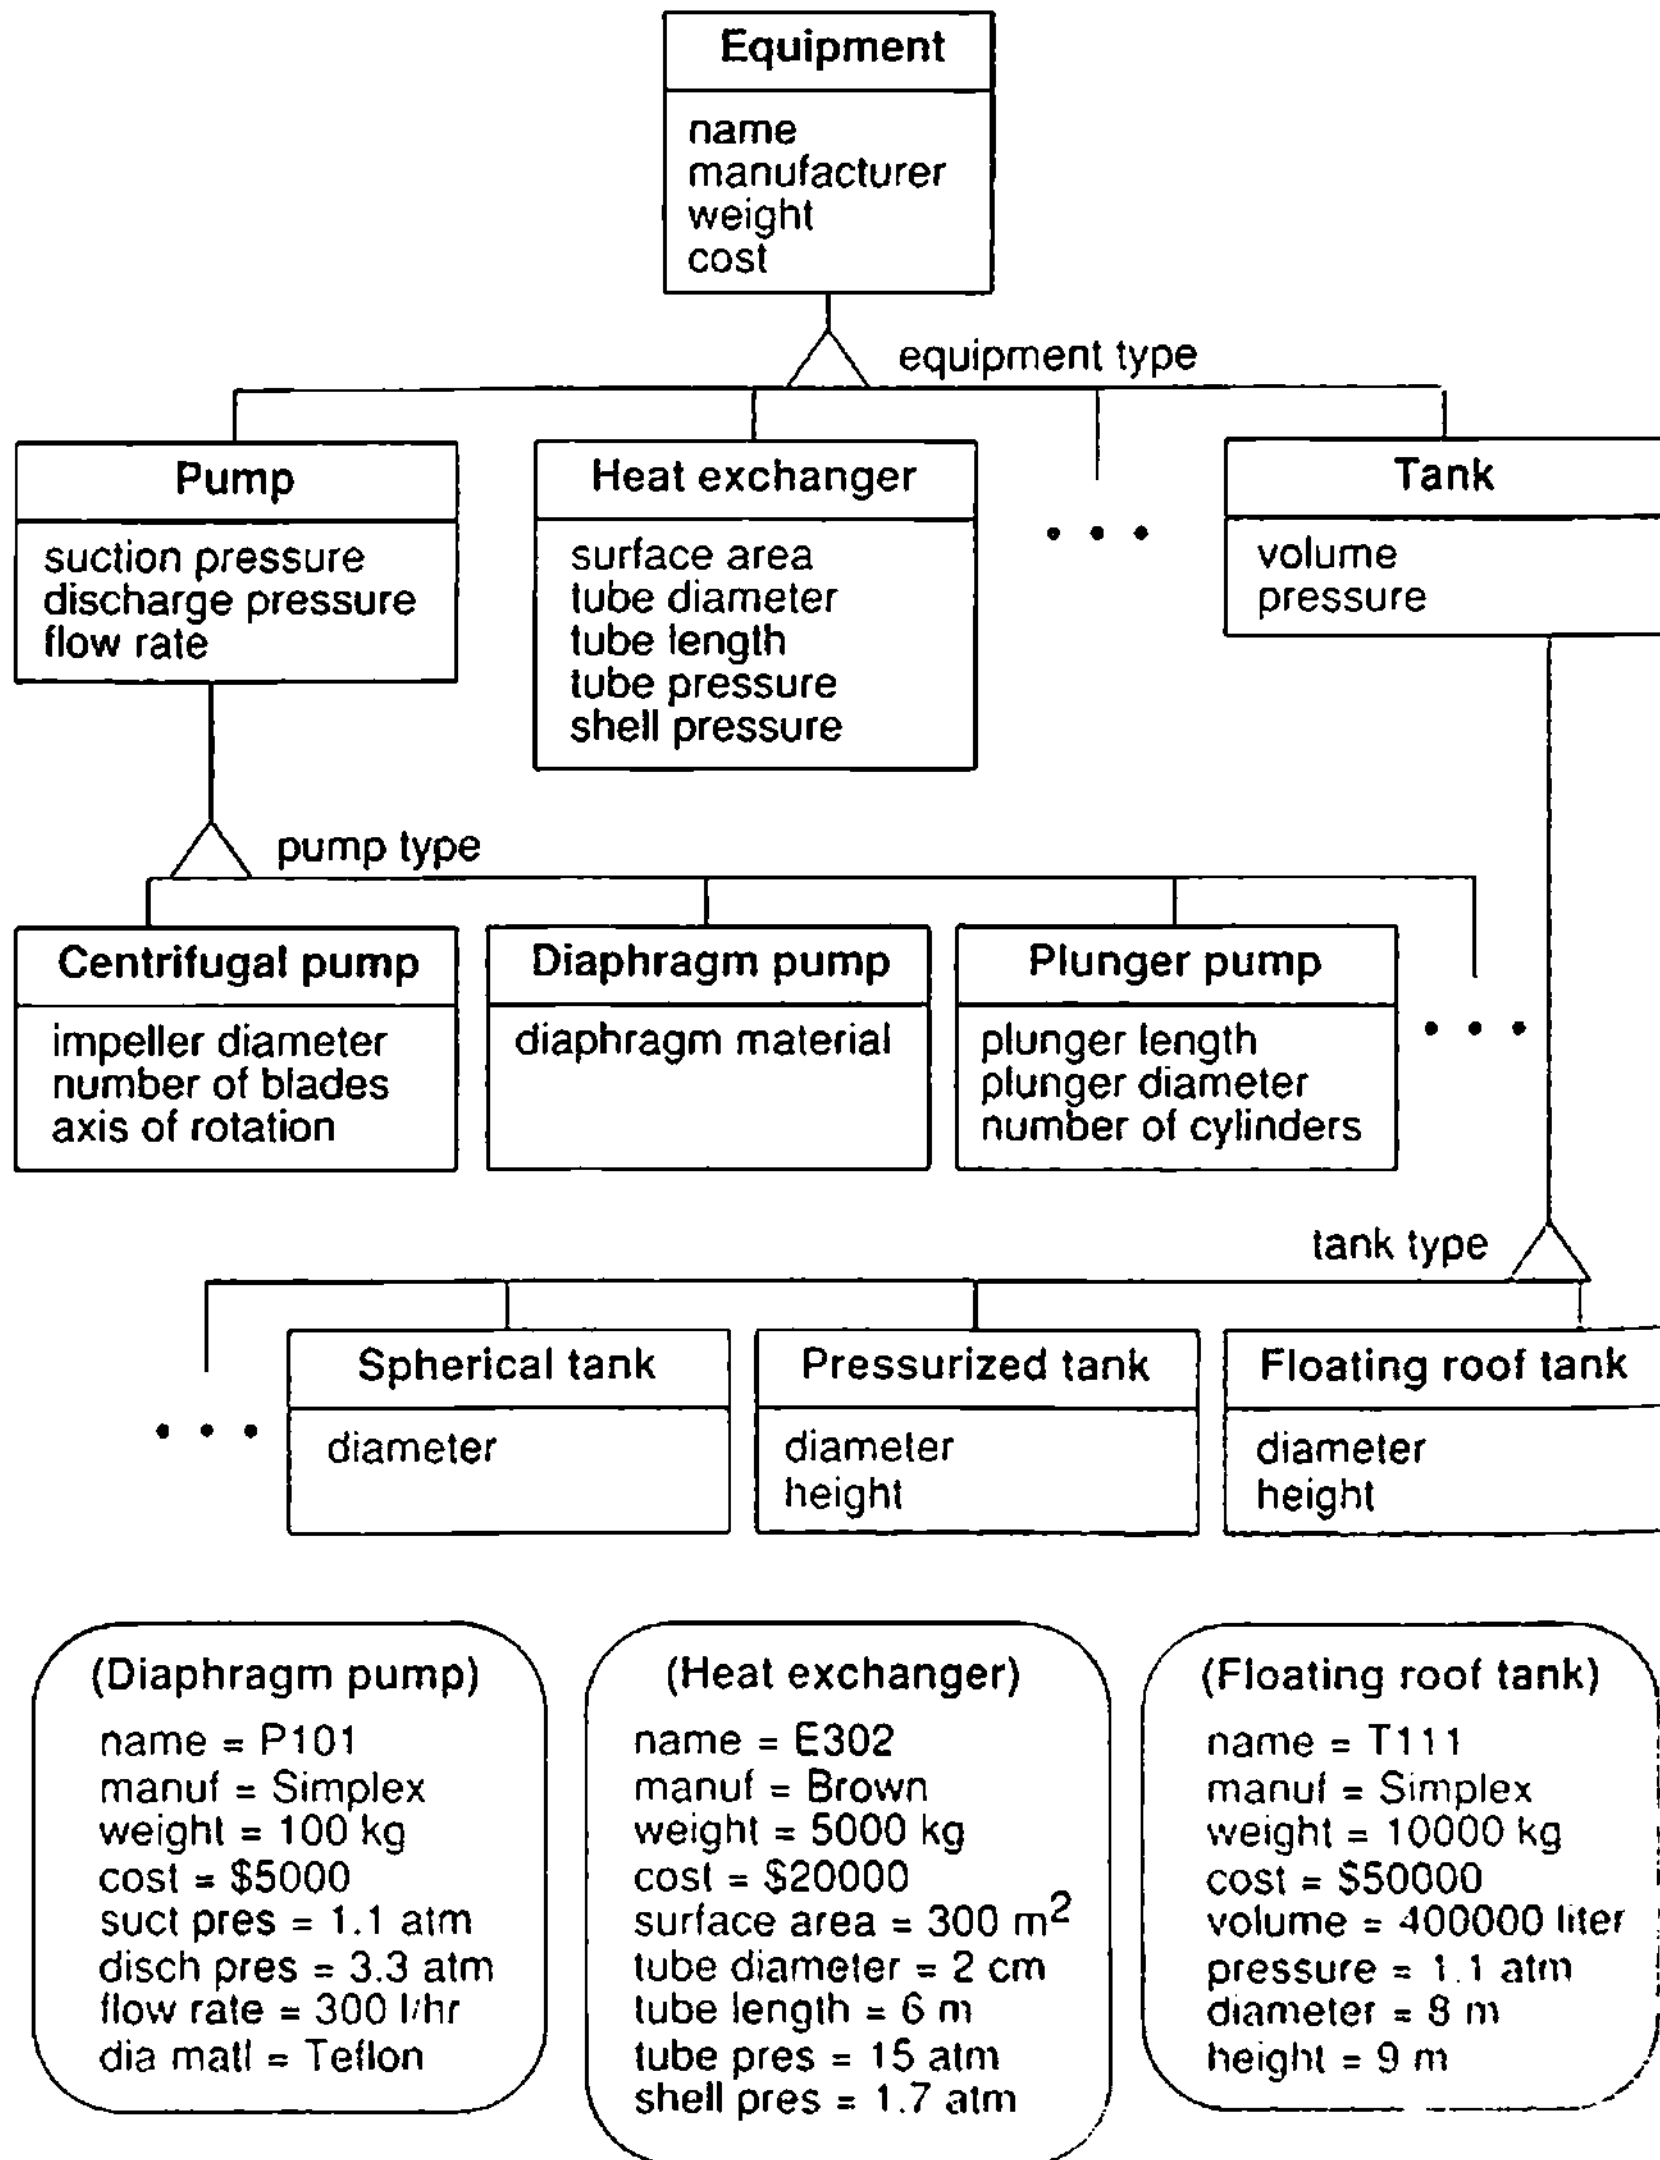 Equipment
name
manufacturer
weight
cost
equipment type
Pump
suction pressure
discharge pressure
flow rate
Heat exchanger
surface area
tube diameter
tube length
tube pressure
shell pressure
• • •
Tank
volume
pressure
pump type
Centrifugal pump
impeller diameter
number of blades
axis of rotation
Diaphragm pump
diaphragm material
Plunger pump
plunger length
plunger diameter
number of cylinders
• • •
tank type
• • •
Spherical tank
diameter
Pressurized tank
diameter
height
Floating roof tank
diameter
height
(Diaphragm pump)
name = P101
manuf = Simplex
weight = 100 kg
cost = $5000
suct pres = 1.1 atm
disch pres = 3.3 atm
flow rate = 300 l/hr
dia matl = Teflon
(Heat exchanger)
name = E302
manuf = Brown
weight = 5000 kg
cost = $20000
surface area = 300 m²
tube diameter = 2 cm
tube length = 6 m
tube pres = 15 atm
shell pres = 1.7 atm
(Floating roof tank)
name = T111
manuf = Simplex
weight = 10000 kg
cost = $50000
volume = 400000 liter
pressure = 1.1 atm
diameter = 8 m
height = 9 m